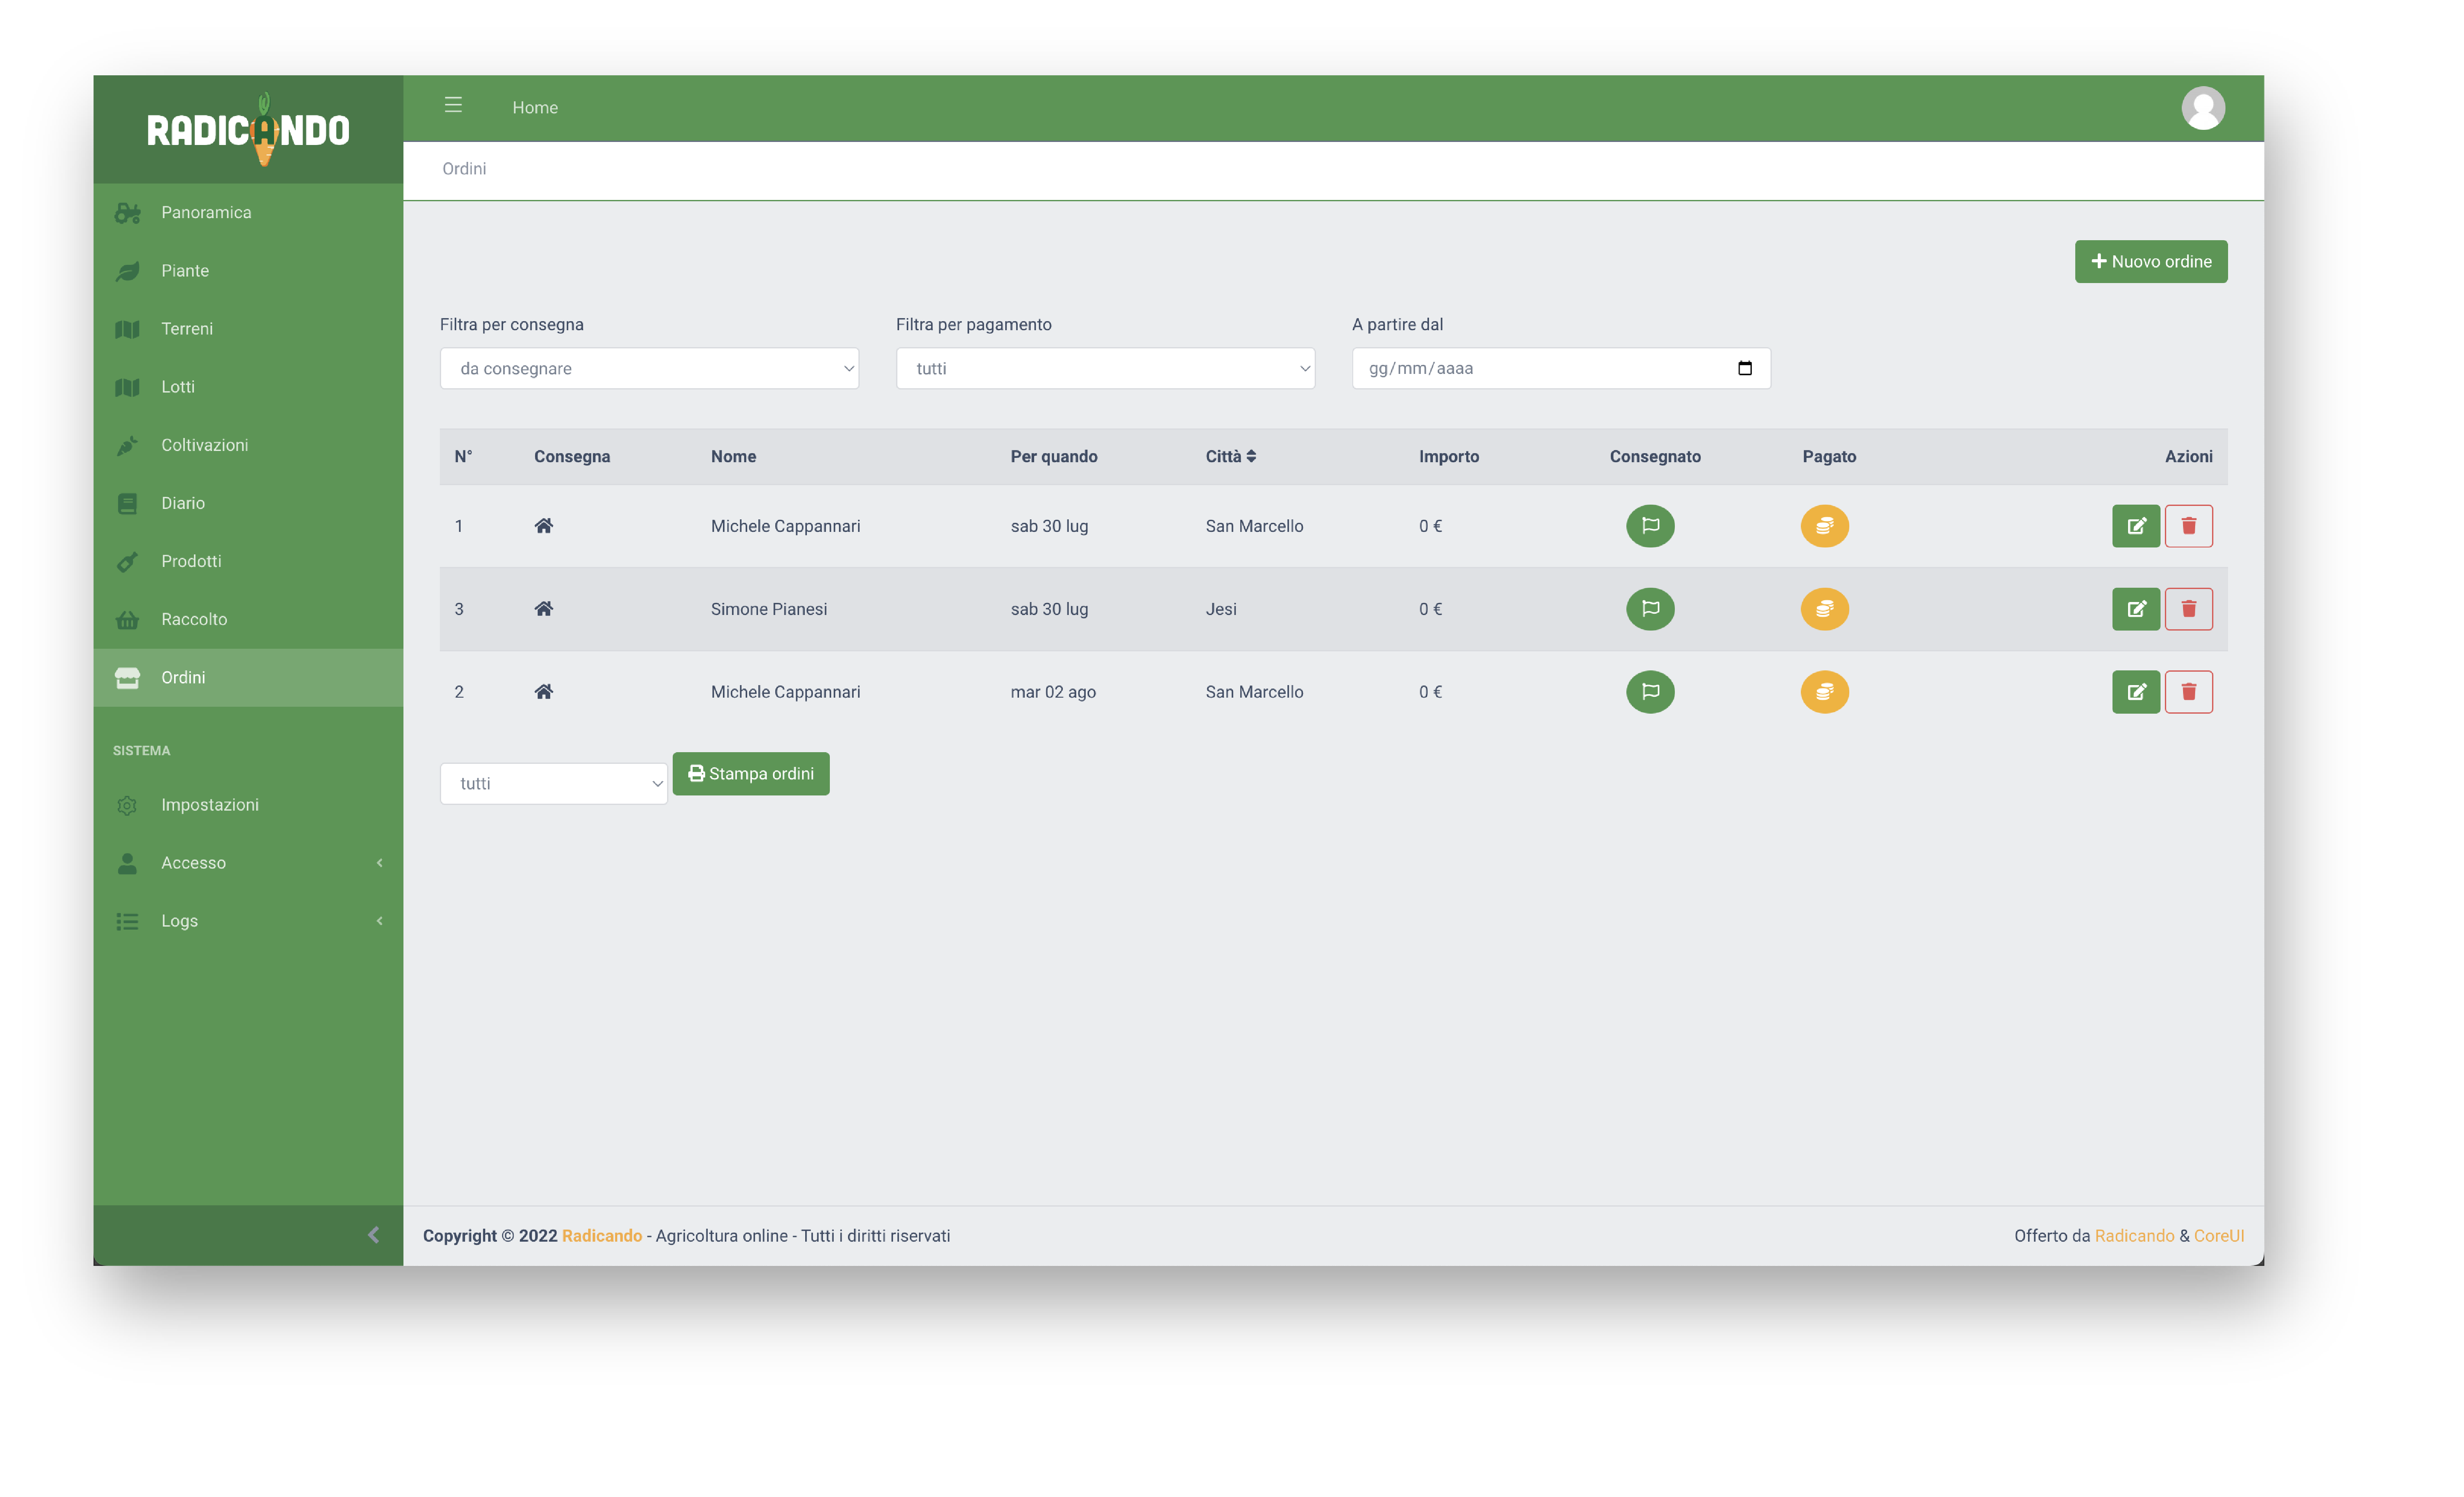 RADICANDO
Home
Ordini
Panoramica
Piante
Terreni
Lotti
Coltivazioni
Diario
Prodotti
Raccolto
Ordini
SISTEMA
Impostazioni
Accesso
Logs
Nuovo ordine
Filtra per consegna Filtra per pagamento A partire dal
da consegnare tutti gg/mm/aaaa
N° Consegna Nome Per quando Città Importo Consegnato Pagato Azioni
1 Michele Cappannari sab 30 lug San Marcello 0 €
3 Simone Pianesi sab 30 lug Jesi 0 €
2 Michele Cappannari mar 02 ago San Marcello 0 €
tutti Stampa ordini
Copyright © 2022 Radicando - Agricoltura online - Tutti i diritti riservati Offerto da Radicando & CoreUI